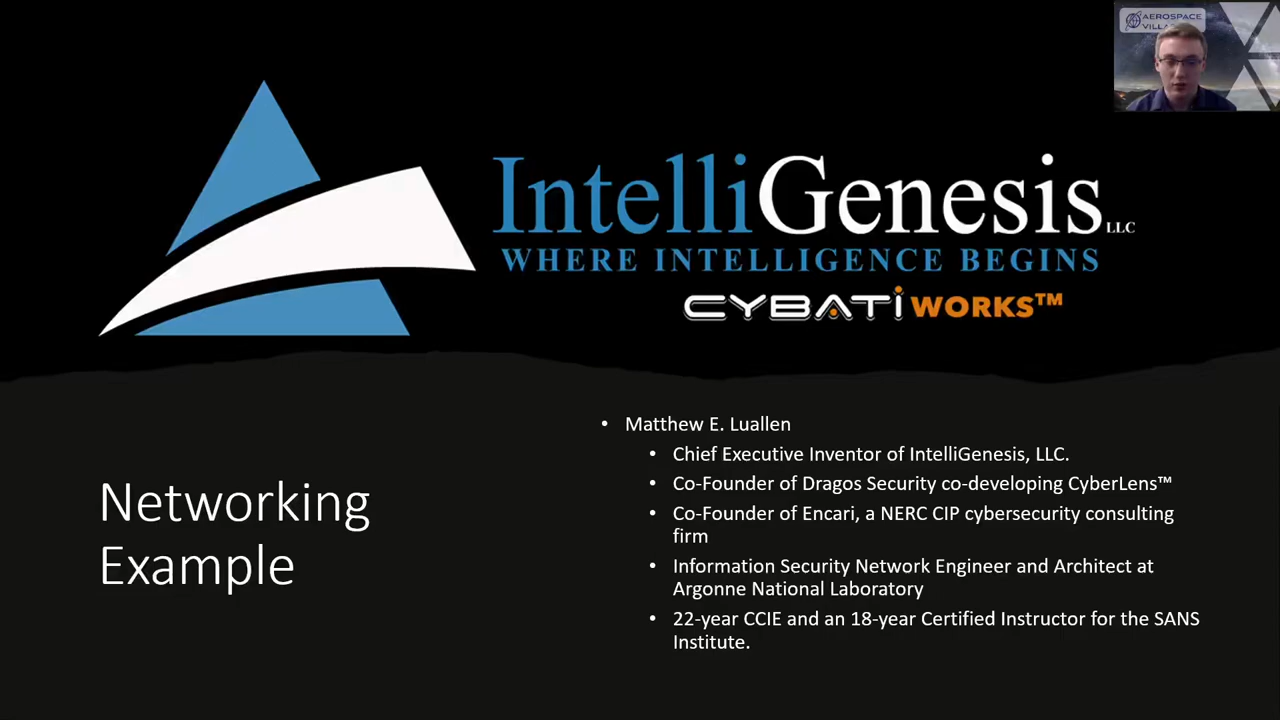 AEROSPACE
VILLAGE
IntelliGenesis LLC
WHERE INTELLIGENCE BEGINS
CYBATiWORKS™
Networking
Example
• Matthew E. Luallen
• Chief Executive Inventor of IntelliGenesis, LLC.
• Co-Founder of Dragos Security co-developing CyberLens™
• Co-Founder of Encari, a NERC CIP cybersecurity consulting
firm
• Information Security Network Engineer and Architect at
Argonne National Laboratory
• 22-year CCIE and an 18-year Certified Instructor for the SANS
Institute.